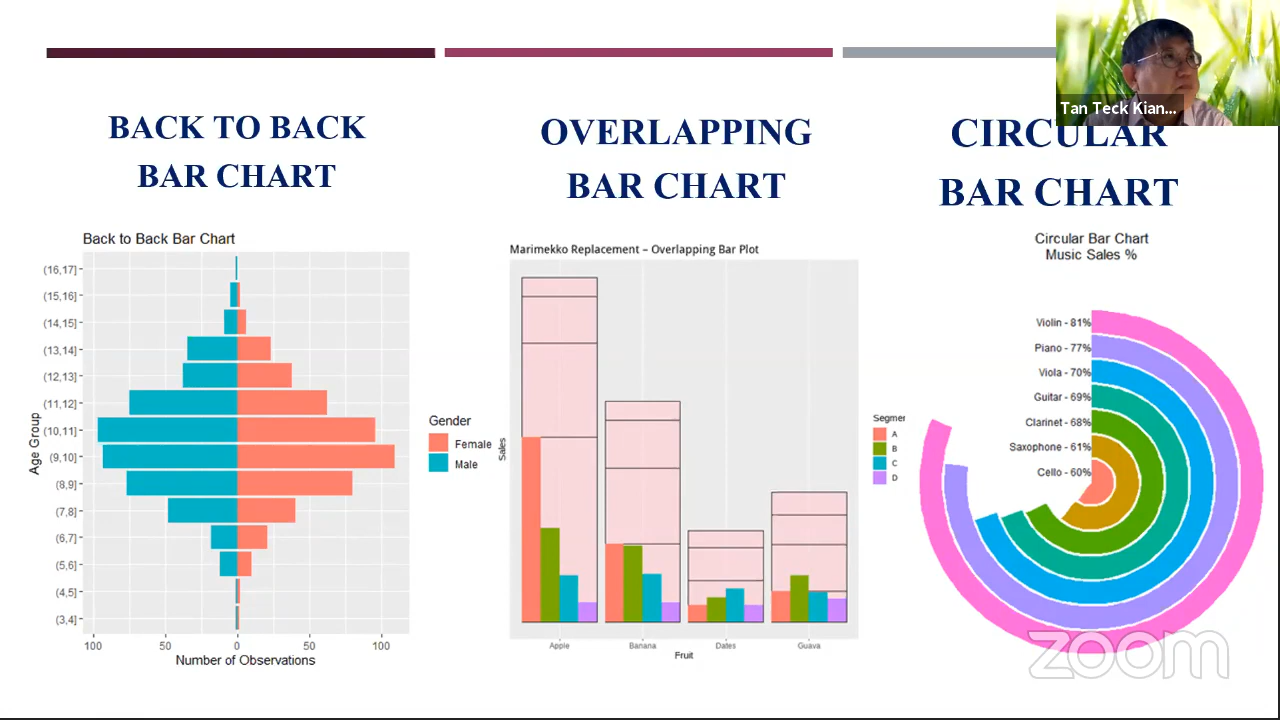 Tan Teck Kian...
BACK TO BACK
BAR CHART
OVERLAPPING
BAR CHART
CIRCULAR
BAR CHART
Back to Back Bar Chart
(16,17]
(15,16]
(14,15]
(13,14]
(12,13]
(11,12]
(10,11]
(9,10]
(8,9]
(7,8]
(6,7]
(5,6]
(4,5]
(3,4]
Age Group
100 50 0 50 100
Number of Observations
Gender
Female
Male
Marimekko Replacement – Overlapping Bar Plot
Sales
Apple Banana Dates Guava
Fruit
Segmer
A
B
C
D
Circular Bar Chart
Music Sales %
Violin - 81%
Piano - 77%
Viola - 70%
Guitar - 69%
Clarinet - 68%
Saxophone - 61%
Cello - 60%
zoom